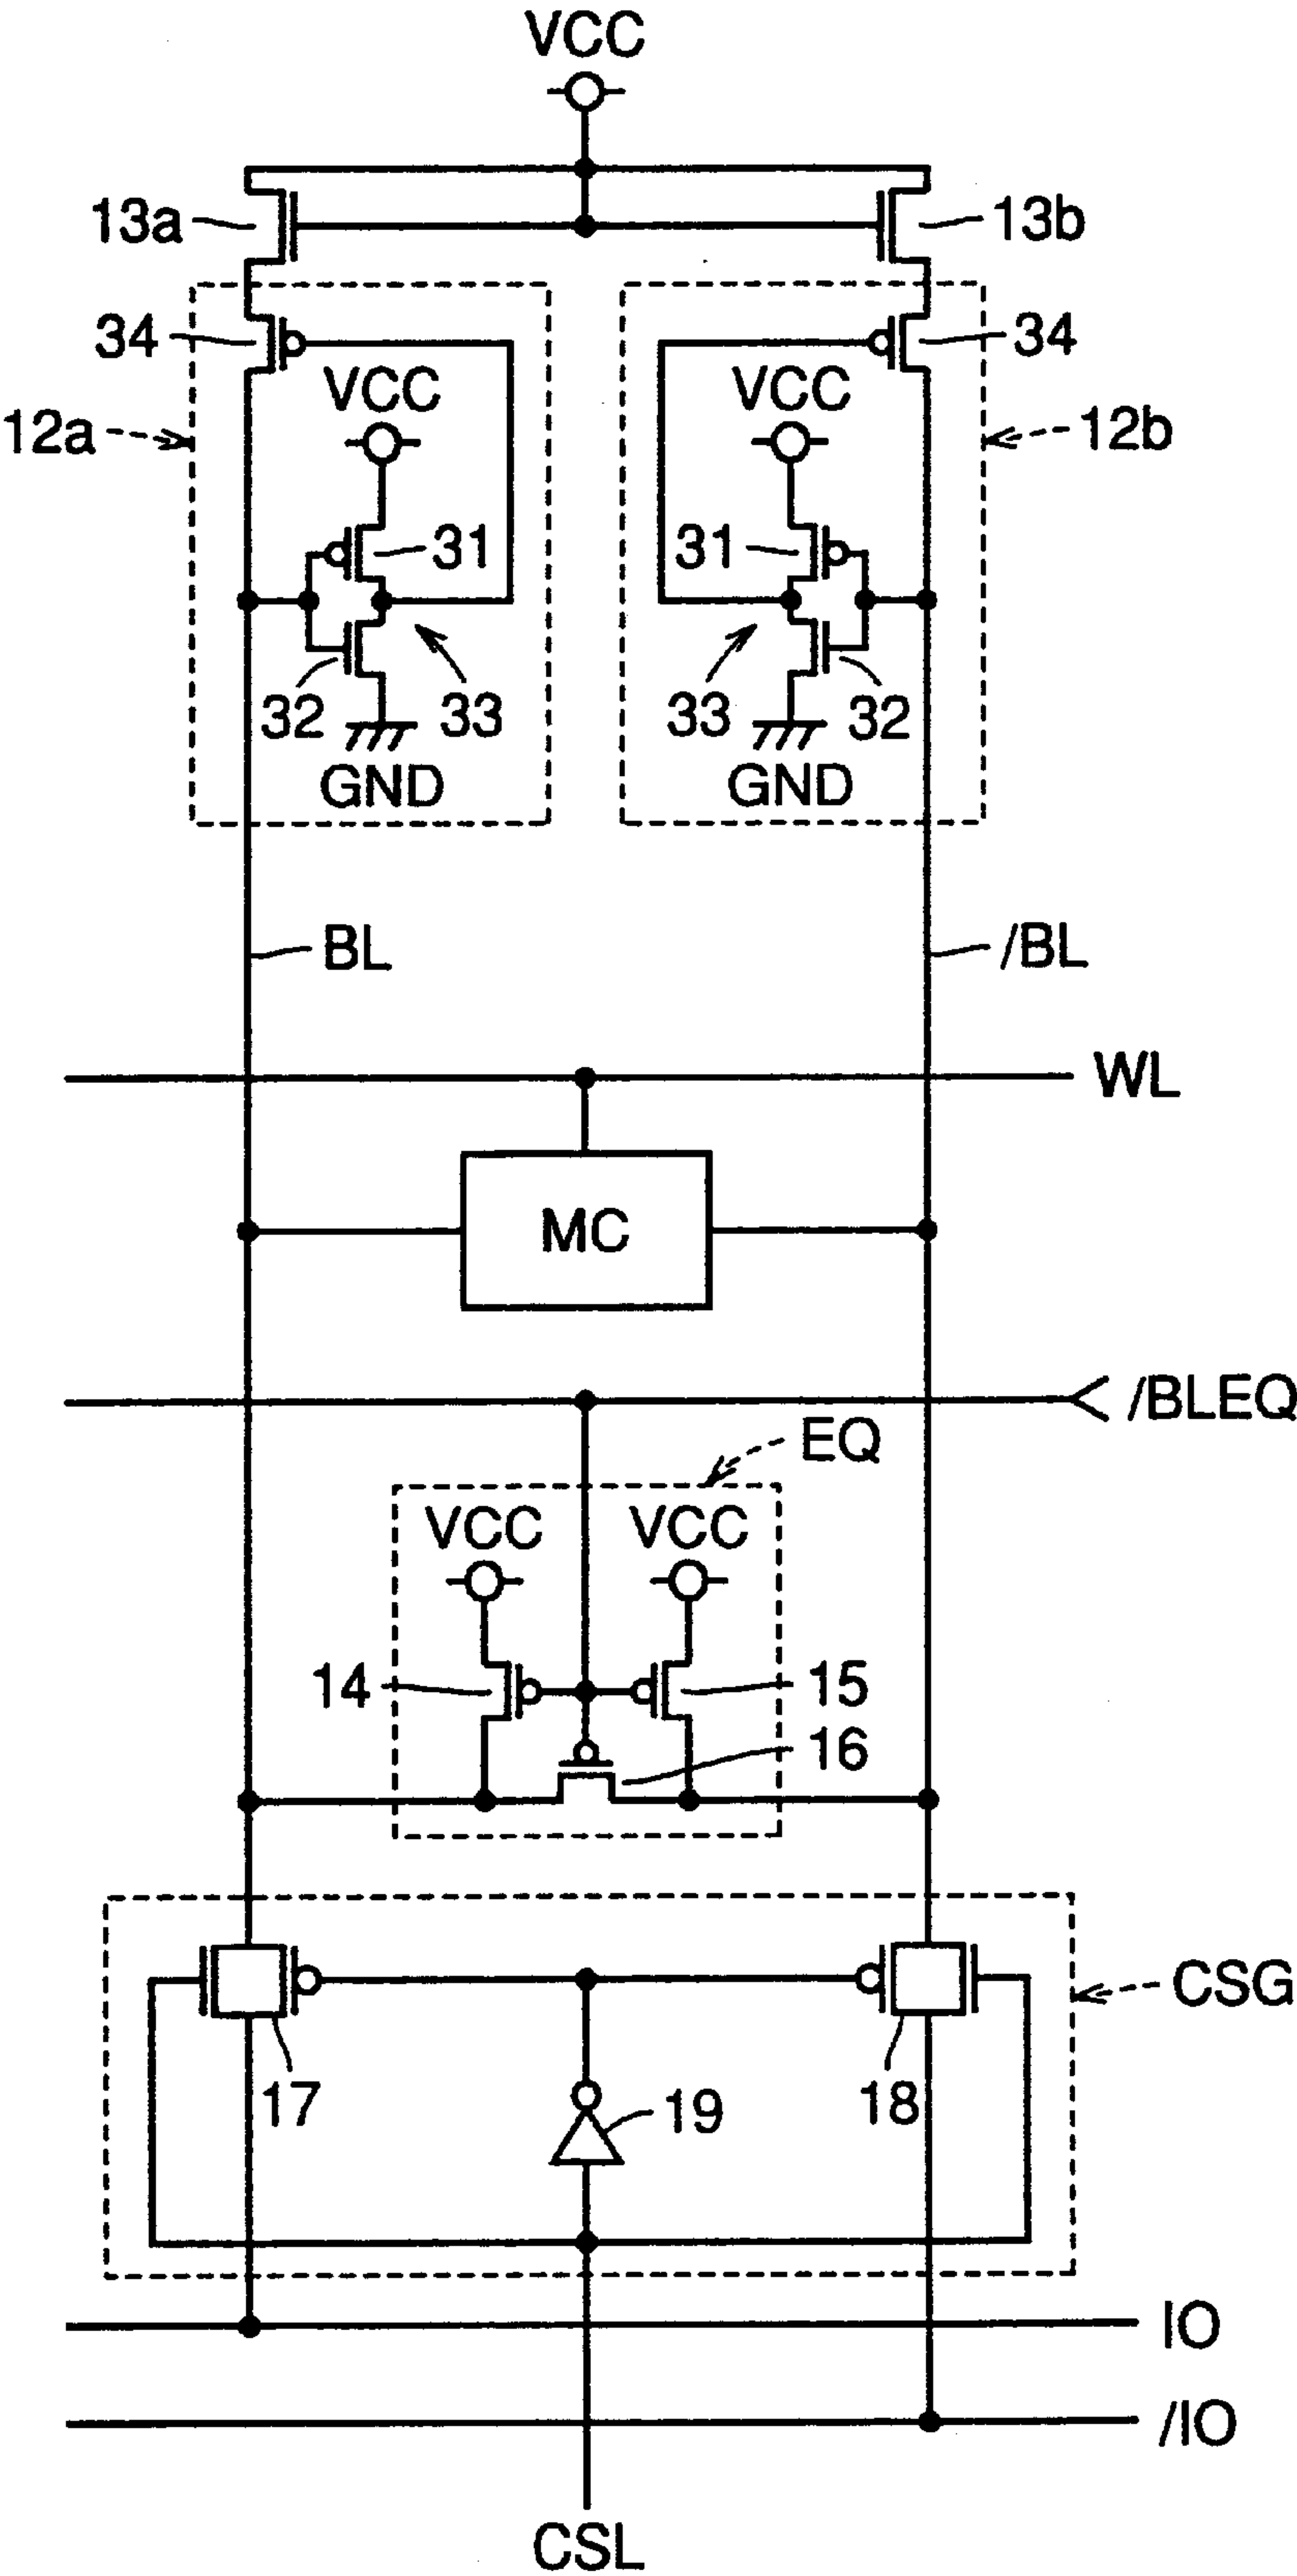 VCC
13a
13b
34
34
VCC
VCC
12a
12b
31
31
32
33
33
32
GND
GND
BL
/BL
WL
MC
/BLEQ
EQ
VCC
VCC
14
15
16
CSG
17
18
19
IO
/IO
CSL